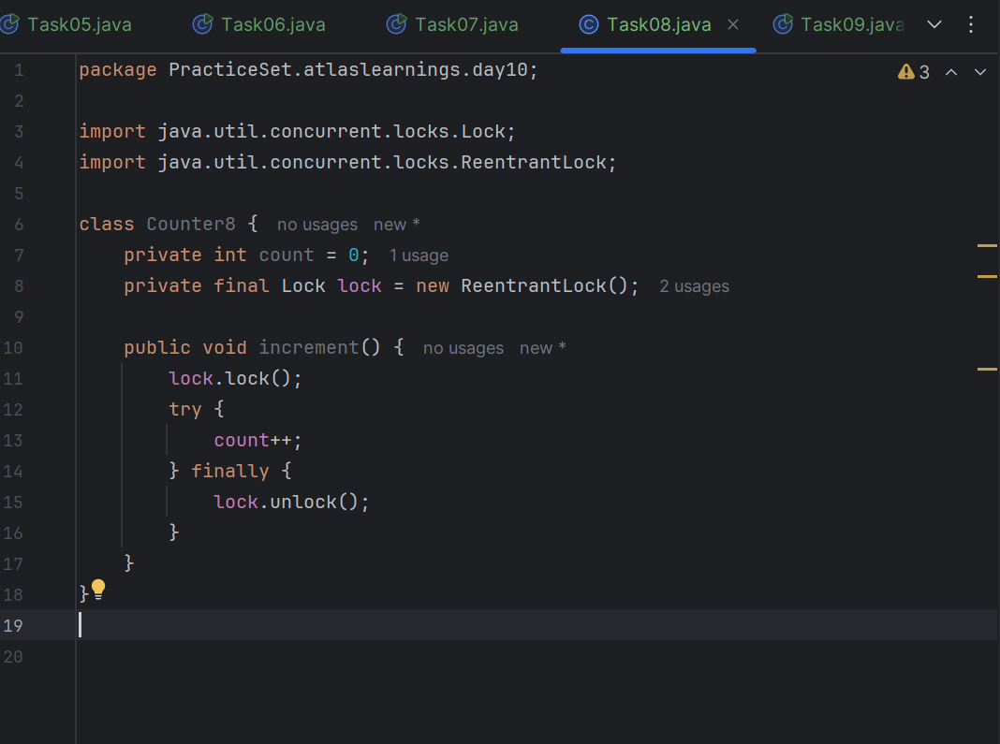 Task05.java Task06.java Task07.java Task08.java Task09.java
1 package PracticeSet.atlaslearnings.day10; 3
2
3 import java.util.concurrent.locks.Lock;
4 import java.util.concurrent.locks.ReentrantLock;
5
6 class Counter8 { no usages new *
7     private int count = 0; 1 usage
8     private final Lock lock = new ReentrantLock(); 2 usages
9
10     public void increment() { no usages new *
11         lock.lock();
12         try {
13             count++;
14         } finally {
15             lock.unlock();
16         }
17     }
18 }
19
20